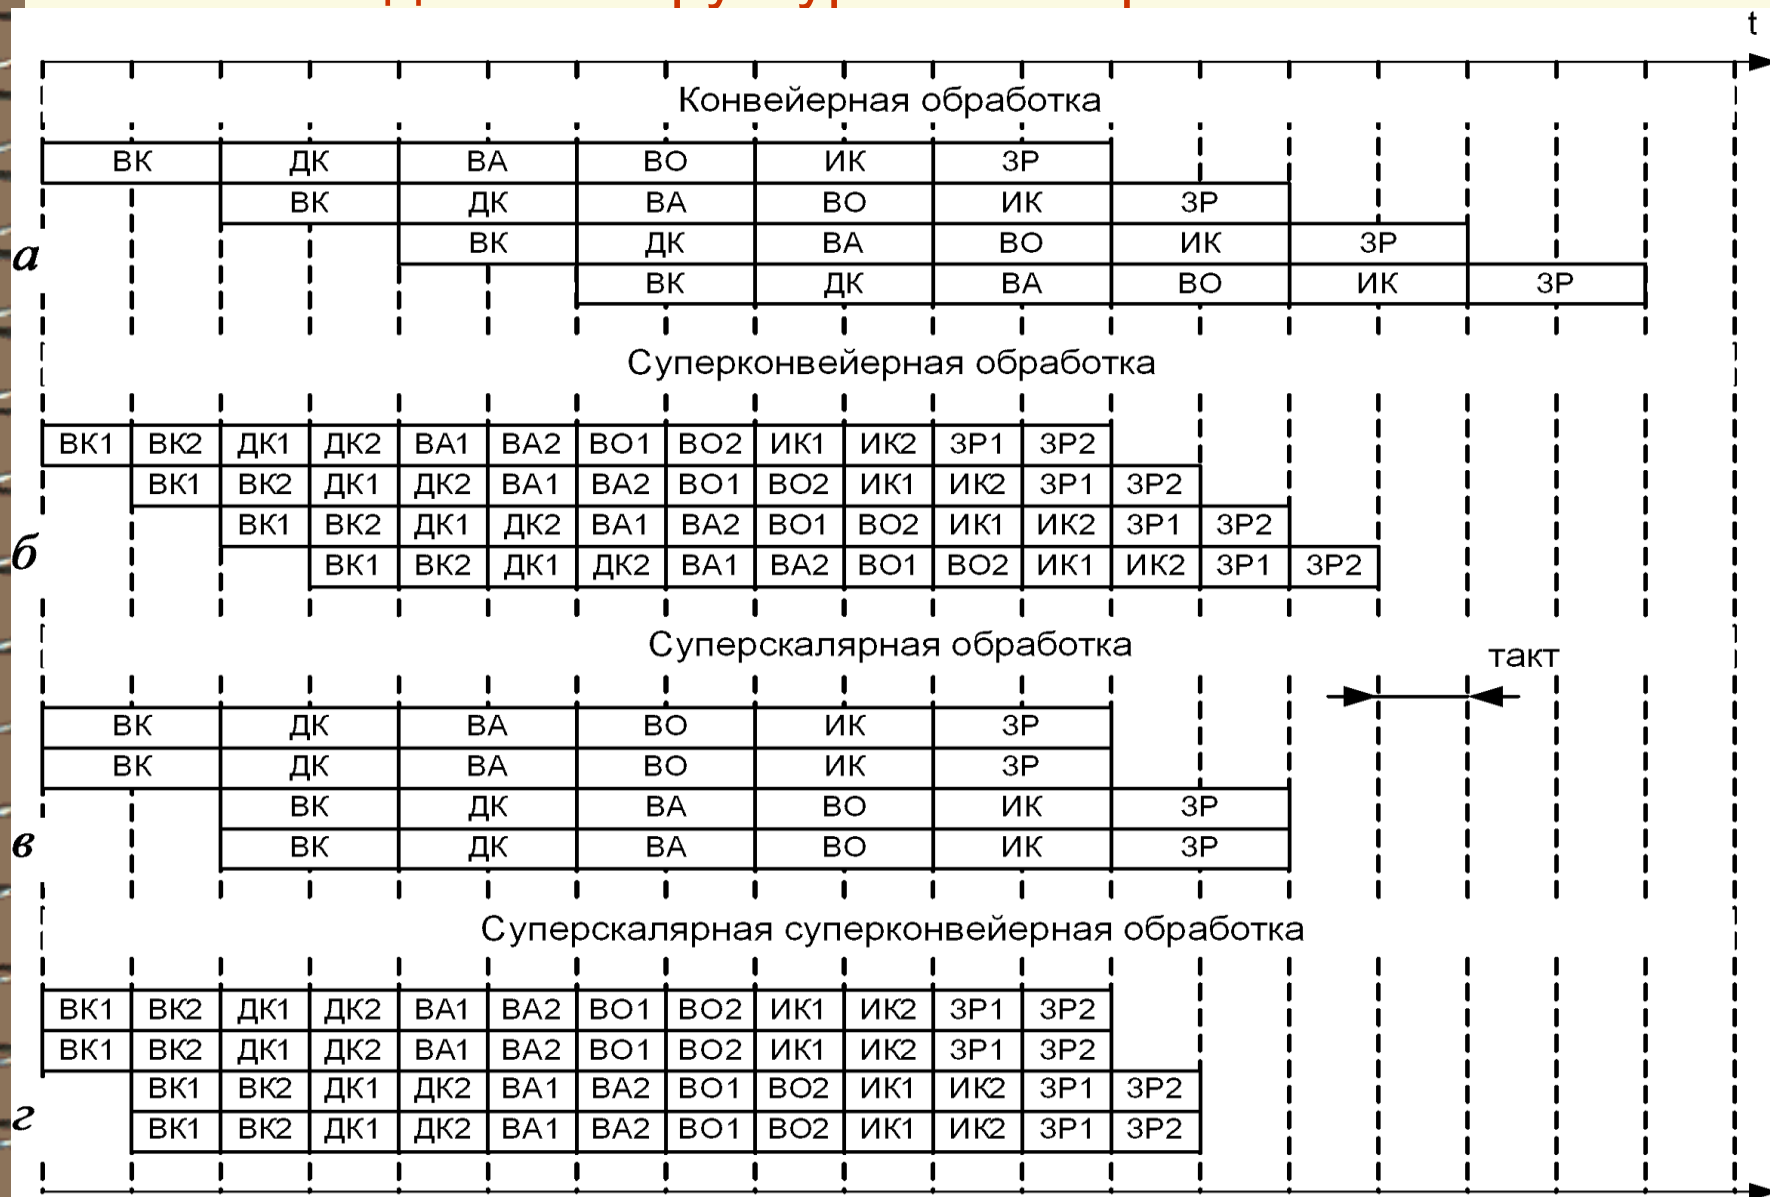 t
Конвейерная обработка
ВК ДК ВА ВО ИК ЗР
ВК ДК ВА ВО ИК ЗР
ВК ДК ВА ВО ИК ЗР
ВК ДК ВА ВО ИК ЗР
а
Суперконвейерная обработка
ВК1 ВК2 ДК1 ДК2 ВА1 ВА2 ВО1 ВО2 ИК1 ИК2 ЗР1 ЗР2
ВК1 ВК2 ДК1 ДК2 ВА1 ВА2 ВО1 ВО2 ИК1 ИК2 ЗР1 ЗР2
ВК1 ВК2 ДК1 ДК2 ВА1 ВА2 ВО1 ВО2 ИК1 ИК2 ЗР1 ЗР2
ВК1 ВК2 ДК1 ДК2 ВА1 ВА2 ВО1 ВО2 ИК1 ИК2 ЗР1 ЗР2
б
Суперскалярная обработка
такт
ВК ДК ВА ВО ИК ЗР
ВК ДК ВА ВО ИК ЗР
ВК ДК ВА ВО ИК ЗР
ВК ДК ВА ВО ИК ЗР
в
Суперскалярная суперконвейерная обработка
ВК1 ВК2 ДК1 ДК2 ВА1 ВА2 ВО1 ВО2 ИК1 ИК2 ЗР1 ЗР2
ВК1 ВК2 ДК1 ДК2 ВА1 ВА2 ВО1 ВО2 ИК1 ИК2 ЗР1 ЗР2
ВК1 ВК2 ДК1 ДК2 ВА1 ВА2 ВО1 ВО2 ИК1 ИК2 ЗР1 ЗР2
ВК1 ВК2 ДК1 ДК2 ВА1 ВА2 ВО1 ВО2 ИК1 ИК2 ЗР1 ЗР2
г